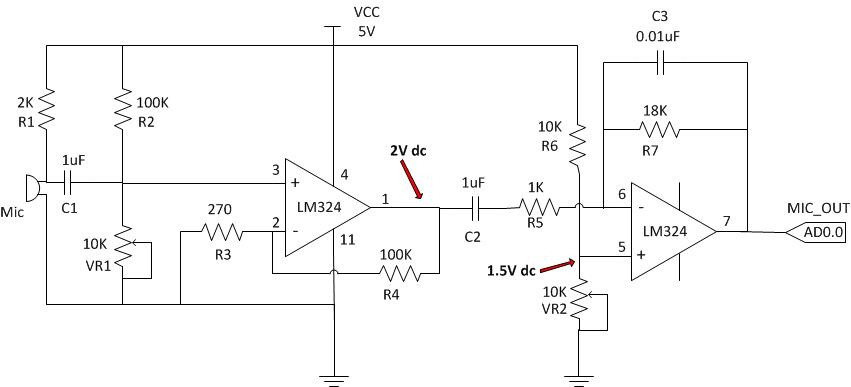 VCC
5V
C3
0.01uF
2K
R1
100K
R2
10K
R6
18K
R7
2V dc
1uF
C1
Mic
3
+
4
LM324
1
2
-
11
270
R3
1uF
C2
1K
R5
6
-
LM324
7
5
+
MIC_OUT
AD0.0
10K
VR1
100K
R4
1.5V dc
10K
VR2